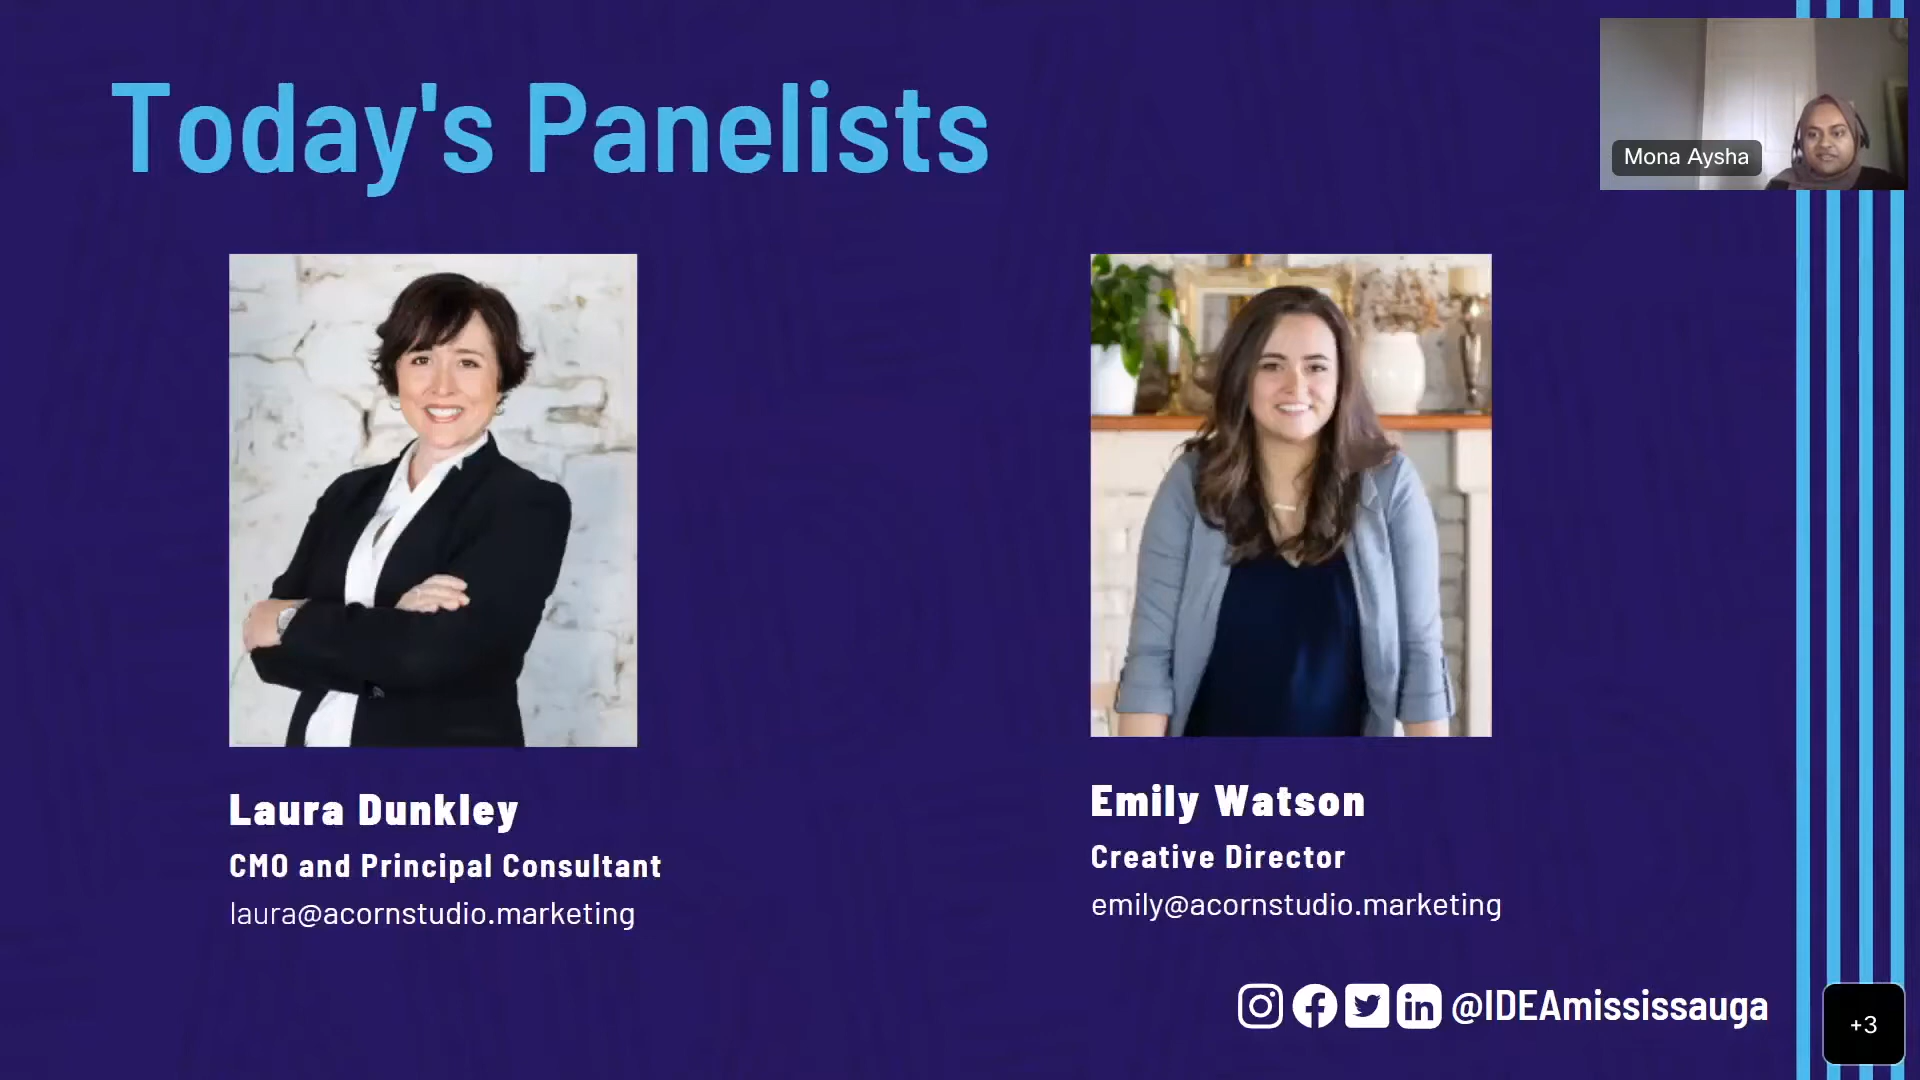 Today's Panelists
Mona Aysha
Laura Dunkley
CMO and Principal Consultant
laura@acornstudio.marketing
Emily Watson
Creative Director
emily@acornstudio.marketing
@IDEAmississauga
+3